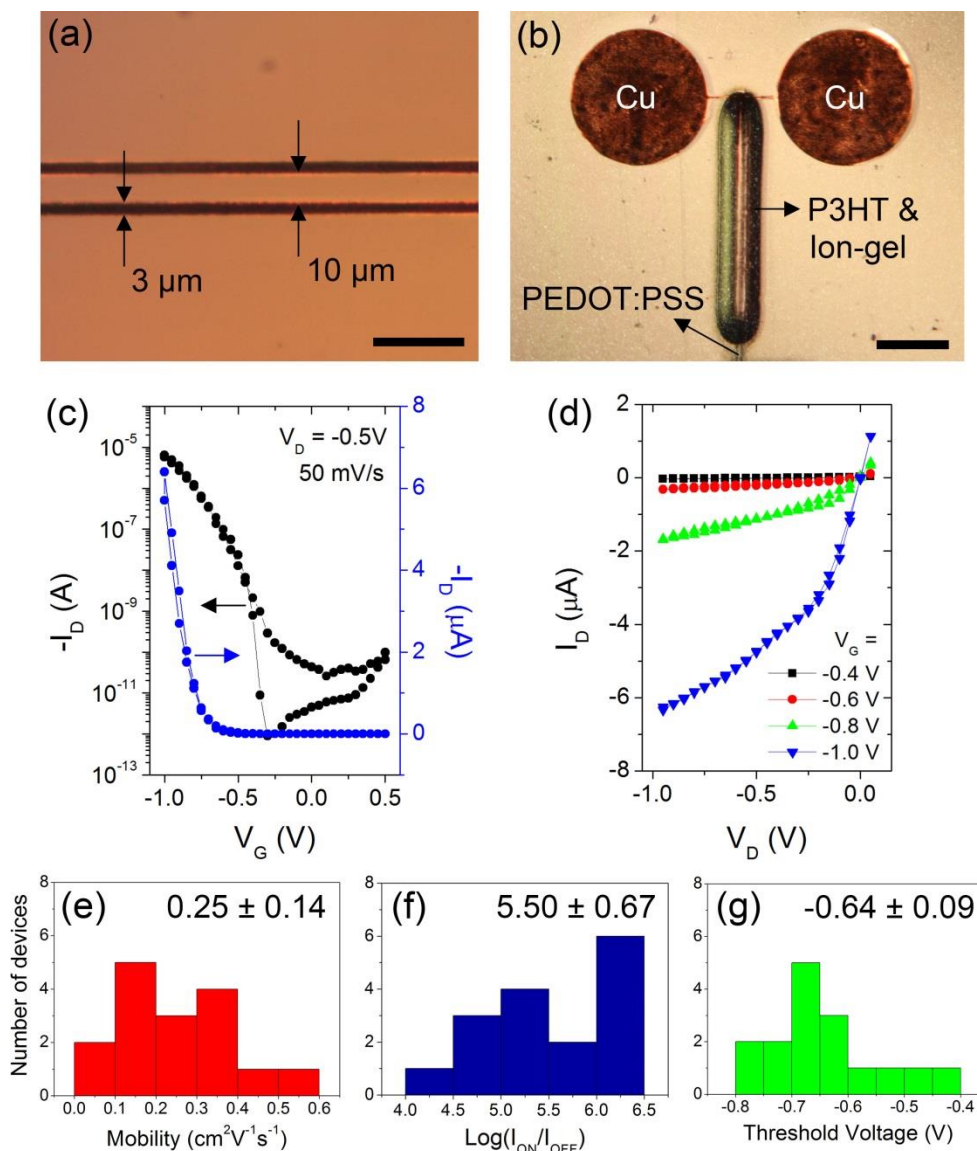 (a)
3 µm
10 µm
(b)
Cu
Cu
P3HT &
Ion-gel
PEDOT:PSS
(c)
V_D = -0.5V
50 mV/s
10^-5
10^-7
10^-9
10^-11
10^-13
-I_D (A)
8
6
4
2
0
-I_D (µA)
-1.0 -0.5 0.0 0.5
V_G (V)
(d)
2
0
-2
-4
-6
-8
I_D (µA)
V_G =
-0.4 V
-0.6 V
-0.8 V
-1.0 V
-1.0 -0.5 0.0
V_D (V)
(e) 0.25 ± 0.14
8
6
4
2
0
Number of devices
0.0 0.1 0.2 0.3 0.4 0.5 0.6
Mobility (cm²V⁻¹s⁻¹)
(f) 5.50 ± 0.67
8
6
4
2
0
4.0 4.5 5.0 5.5 6.0 6.5
Log(I_ON/I_OFF)
(g) -0.64 ± 0.09
8
6
4
2
0
-0.8 -0.7 -0.6 -0.5 -0.4
Threshold Voltage (V)